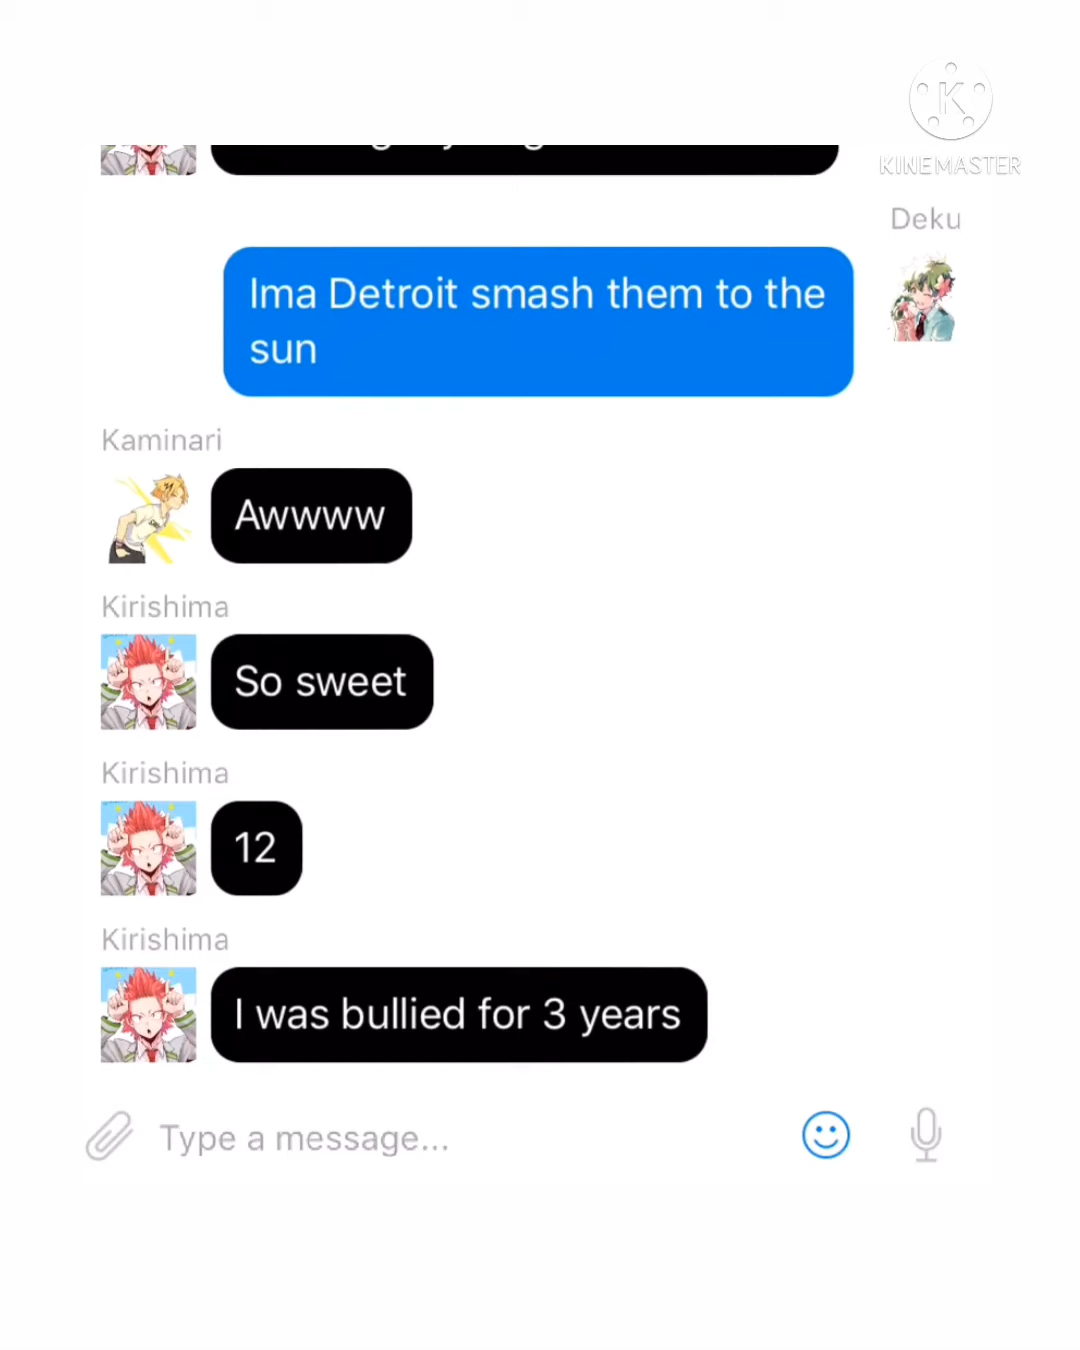 KINEMASTER
Deku
Ima Detroit smash them to the
sun
Kaminari
Awwww
Kirishima
So sweet
Kirishima
12
Kirishima
I was bullied for 3 years
Type a message...